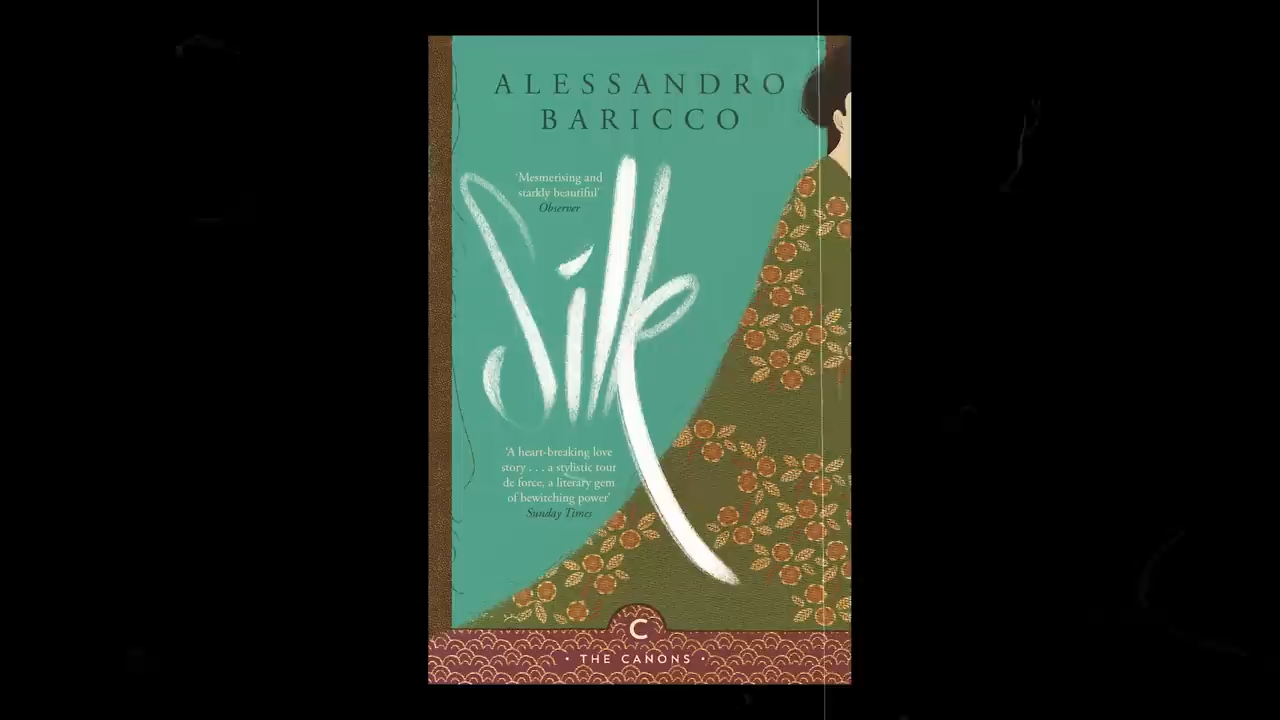 ALESSANDRO
BARICCO
'Mesmerising and
starkly beautiful'
Observer
Silk
'A heart-breaking love
story . . . a stylistic tour
de force, a literary gem
of bewitching power'
Sunday Times
C
• THE CANONS •